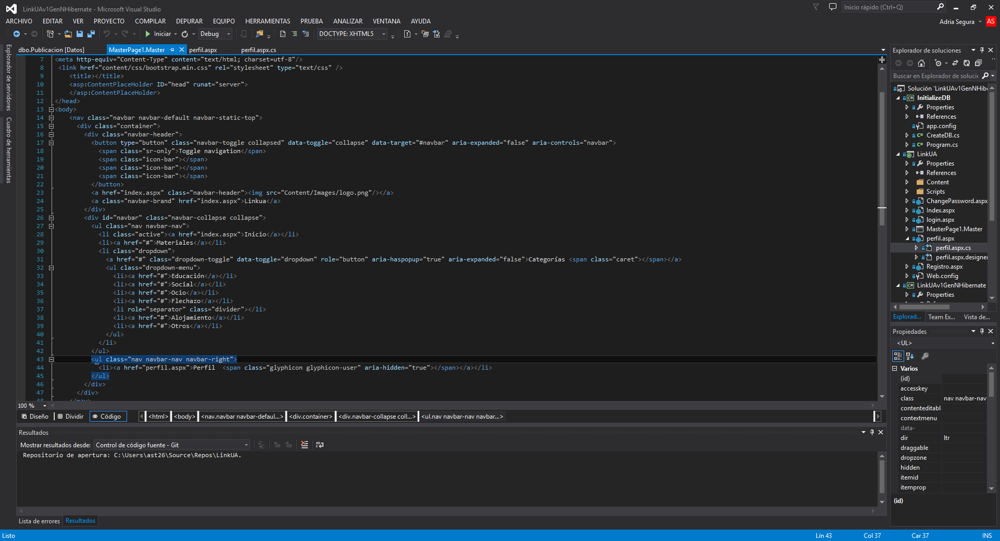 LinkUAv1GenNHibernate - Microsoft Visual Studio
Inicio rápido (Ctrl+Q)
ARCHIVO EDITAR VER PROYECTO COMPILAR DEPURAR EQUIPO HERRAMIENTAS PRUEBA ANALIZAR VENTANA AYUDA
Adria Segura AS
Iniciar Debug DOCTYPE: XHTML5
Explorador de servidores
Cuadro de herramientas
dbo.Publicacion [Datos] MasterPage1.Master perfil.aspx perfil.aspx.cs
7 <meta http-equiv="Content-Type" content="text/html; charset=utf-8"/>
8 <link href="content/css/bootstrap.min.css" rel="stylesheet" type="text/css" />
9 <title></title>
10 <asp:ContentPlaceHolder ID="head" runat="server">
11 </asp:ContentPlaceHolder>
12 </head>
13 <body>
14 <nav class="navbar navbar-default navbar-static-top">
15 <div class="container">
16 <div class="navbar-header">
17 <button type="button" class="navbar-toggle collapsed" data-toggle="collapse" data-target="#navbar" aria-expanded="false" aria-controls="navbar">
18 <span class="sr-only">Toggle navigation</span>
19 <span class="icon-bar"></span>
20 <span class="icon-bar"></span>
21 <span class="icon-bar"></span>
22 </button>
23 <a href="index.aspx" class="navbar-header"><img src="Content/Images/logo.png"/></a>
24 <a class="navbar-brand" href="index.aspx">Linkua</a>
25 </div>
26 <div id="navbar" class="navbar-collapse collapse">
27 <ul class="nav navbar-nav">
28 <li class="active"><a href="index.aspx">Inicio</a></li>
29 <li><a href="#">Materiales</a></li>
30 <li class="dropdown">
31 <a href="#" class="dropdown-toggle" data-toggle="dropdown" role="button" aria-haspopup="true" aria-expanded="false">Categorías <span class="caret"></span></a>
32 <ul class="dropdown-menu">
33 <li><a href="#">Educación</a></li>
34 <li><a href="#">Social</a></li>
35 <li><a href="#">Ocio</a></li>
36 <li><a href="#">Flechazo</a></li>
37 <li role="separator" class="divider"></li>
38 <li><a href="#">Alojamiento</a></li>
39 <li><a href="#">Otros</a></li>
40 </ul>
41 </li>
42 </ul>
43 <ul class="nav navbar-nav navbar-right">
44 <li><a href="perfil.aspx">Perfil <span class="glyphicon glyphicon-user" aria-hidden="true"></span></a></li>
45 </ul>
46 </div>
47 </div>
48 </nav>
100 %
Diseño Dividir Código <html> <body> <nav.navbar navbar-defaul...> <div.container> <div.navbar-collapse coll...> <ul.nav navbar-nav navbar...>
Resultados
Mostrar resultados desde: Control de código fuente - Git
Repositorio de apertura: C:\Users\ast26\Source\Repos\LinkUA.
Lista de errores Resultados
Explorador de soluciones
Buscar en Explorador de solucic
Solución 'LinkUAv1GenNHibe
InitializeDB
Properties
References
app.config
CreateDB.cs
Program.cs
LinkUA
Properties
References
Content
Scripts
ChangePassword.aspx
Index.aspx
login.aspx
MasterPage1.Master
perfil.aspx
perfil.aspx.cs
perfil.aspx.designer
Registro.aspx
Web.config
LinkUAv1GenNHibernate
Properties
Explorad... Team Ex... Vista de...
Propiedades
<UL>
Varios
(id)
accesskey
class nav navbar-nav
contenteditabl
contextmenu
data-
dir ltr
draggable
dropzone
hidden
itemid
itemprop
(id)
Listo Lín 43 Col 37 Car 37 INS